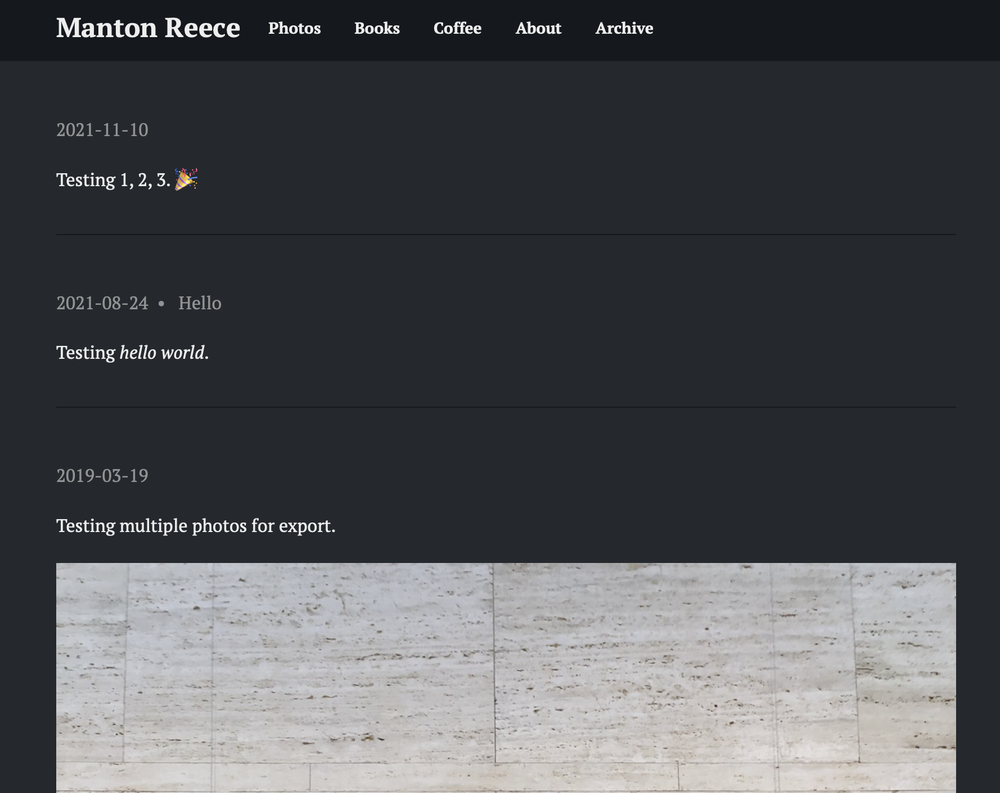 Manton Reece Photos Books Coffee About Archive
2021-11-10
Testing 1, 2, 3. 🎉
2021-08-24 • Hello
Testing hello world.
2019-03-19
Testing multiple photos for export.